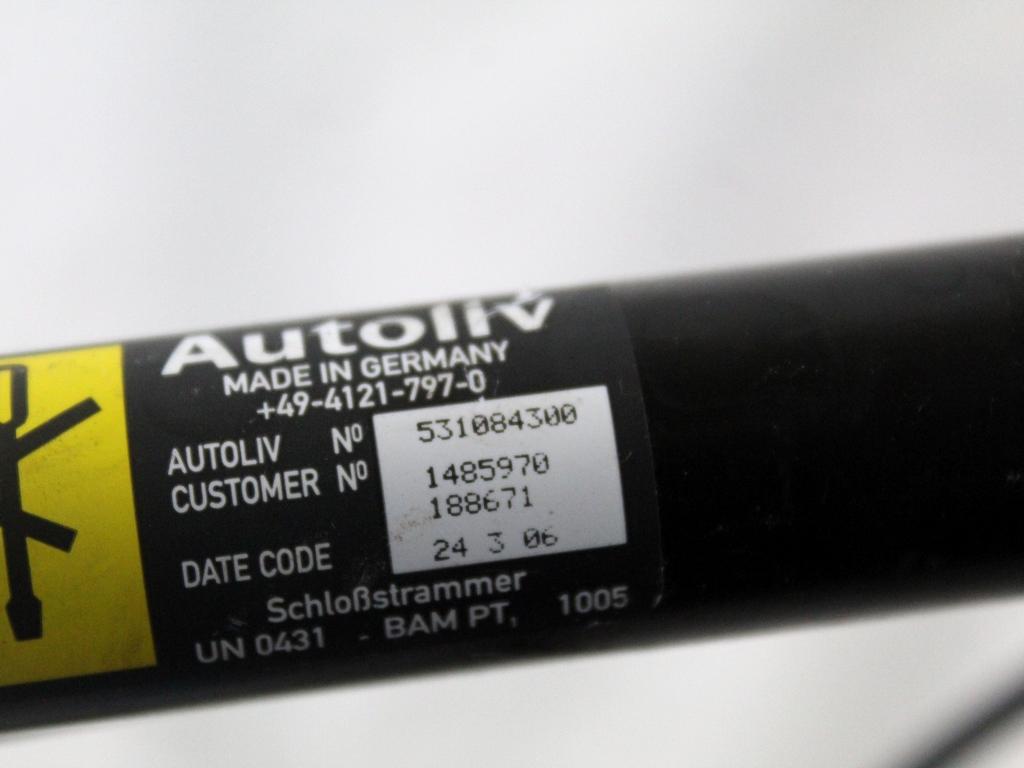 Autoliv
MADE IN GERMANY
+49-4121-797-0
AUTOLIV Nº 531084300
CUSTOMER Nº 1485970
188671
DATE CODE 24 3 06
Schloßstrammer
UN 0431 - BAM PT, 1005